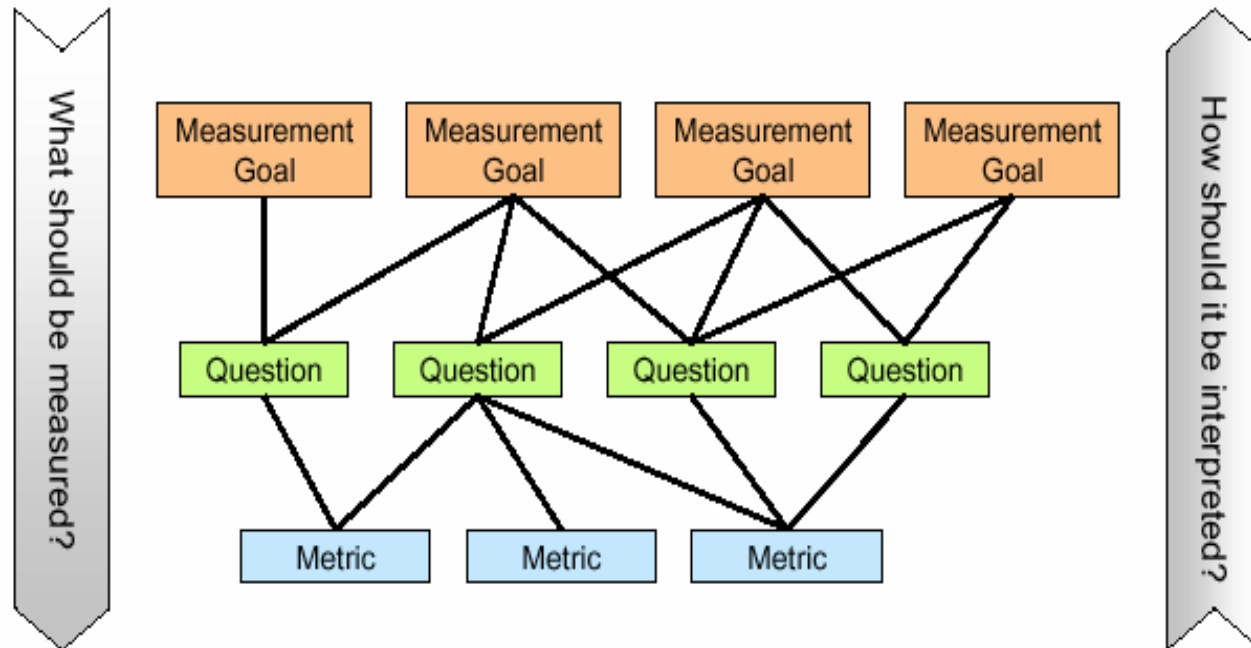 What should be measured?
Measurement
Goal
Measurement
Goal
Measurement
Goal
Measurement
Goal
Question
Question
Question
Question
Metric
Metric
Metric
How should it be interpreted?